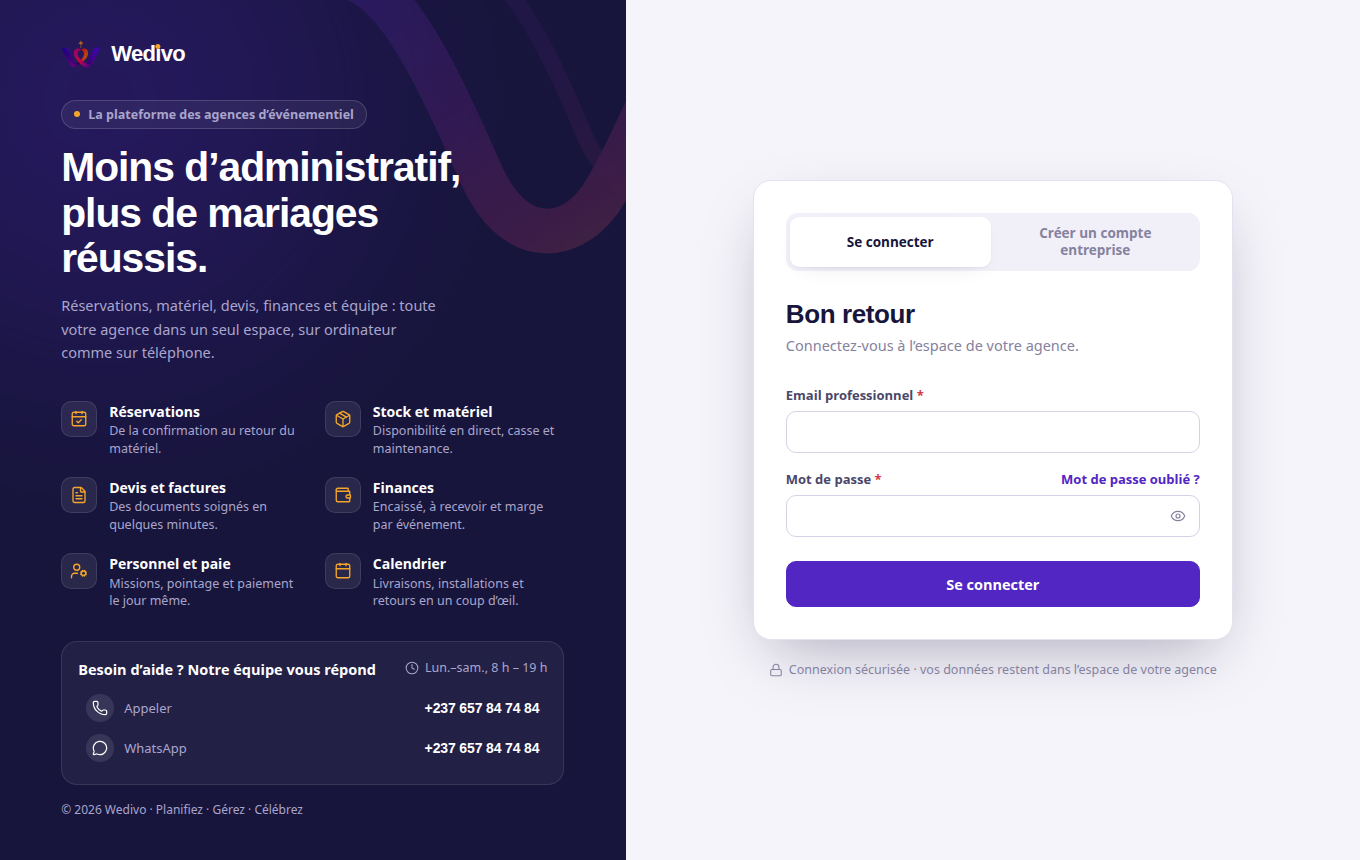 Wedivo
La plateforme des agences d’événementiel
Moins d’administratif,
plus de mariages
réussis.
Réservations, matériel, devis, finances et équipe : toute
votre agence dans un seul espace, sur ordinateur
comme sur téléphone.
Réservations
De la confirmation au retour du
matériel.
Stock et matériel
Disponibilité en direct, casse et
maintenance.
Devis et factures
Des documents soignés en
quelques minutes.
Finances
Encaissé, à recevoir et marge
par événement.
Personnel et paie
Missions, pointage et paiement
le jour même.
Calendrier
Livraisons, installations et
retours en un coup d’œil.
Besoin d’aide ? Notre équipe vous répond
Lun.–sam., 8 h – 19 h
Appeler
+237 657 84 74 84
WhatsApp
+237 657 84 74 84
© 2026 Wedivo · Planifiez · Gérez · Célébrez
Se connecter
Créer un compte
entreprise
Bon retour
Connectez-vous à l’espace de votre agence.
Email professionnel *
Mot de passe *
Mot de passe oublié ?
Se connecter
Connexion sécurisée · vos données restent dans l’espace de votre agence